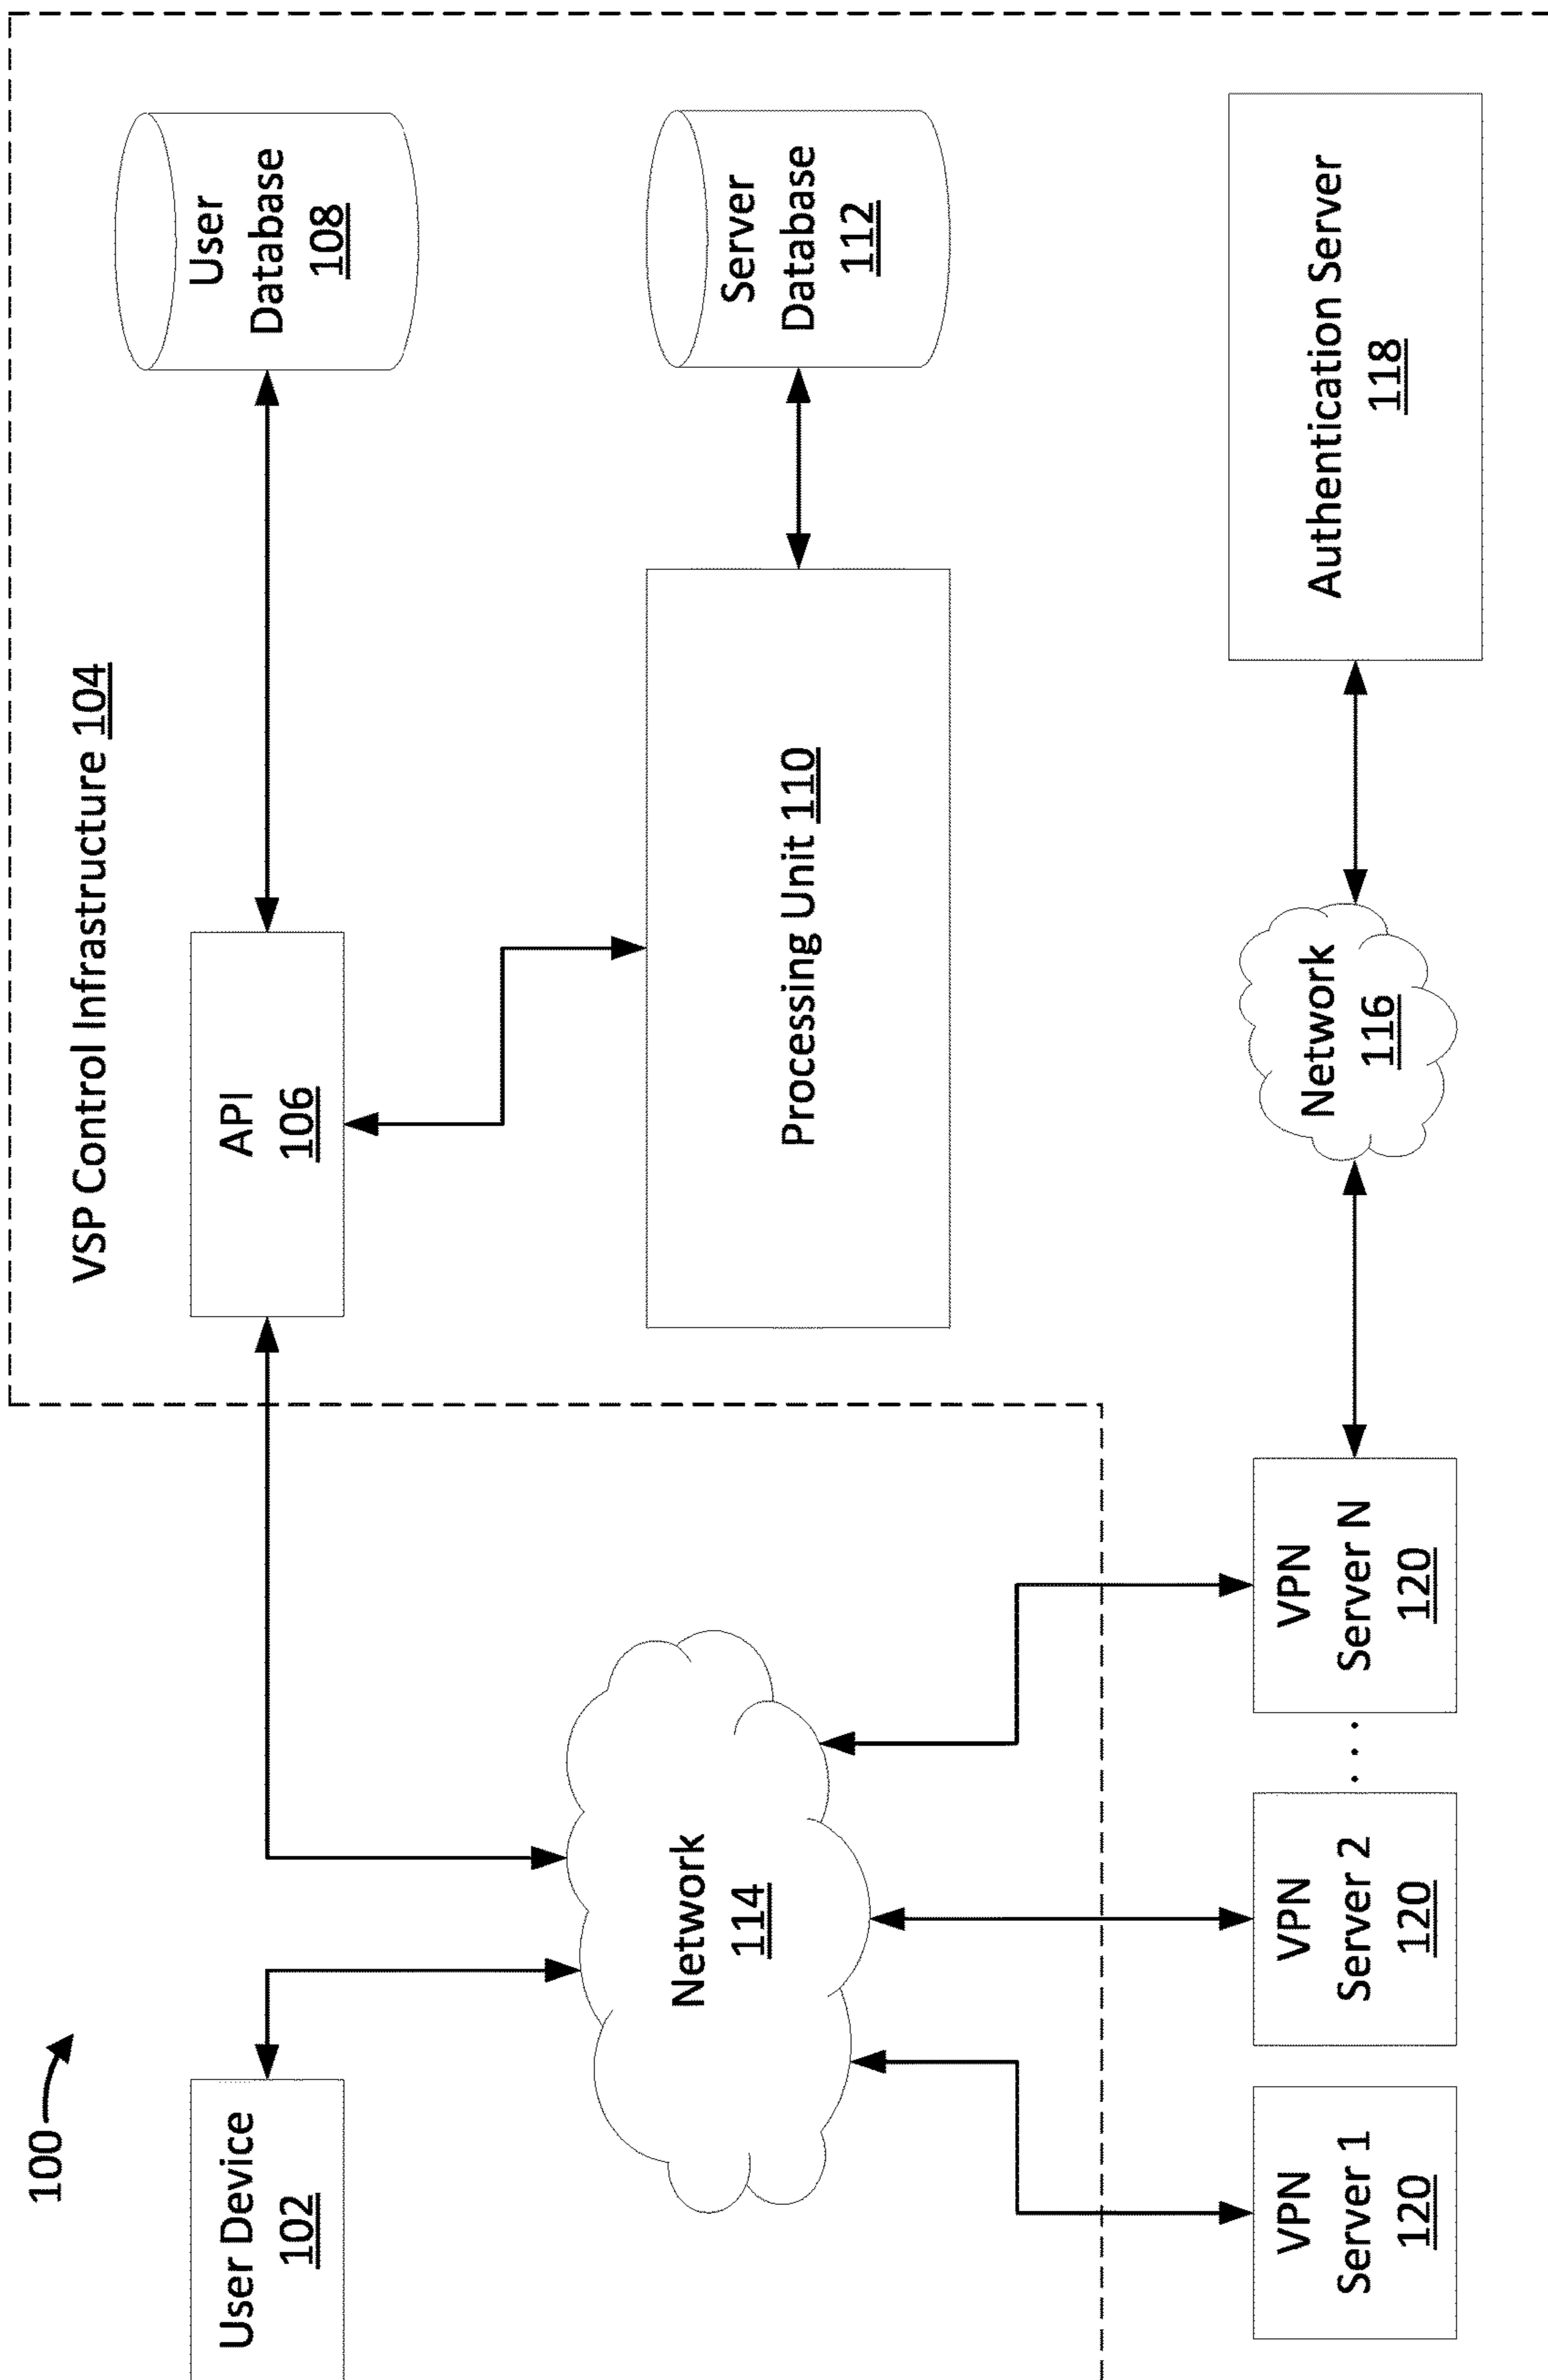 100
User Device
102
VSP Control Infrastructure 104
API
106
User
Database
108
Network
114
Processing Unit 110
Server
Database
112
VPN
Server 1
120
VPN
Server 2
120
. . .
VPN
Server N
120
Network
116
Authentication Server
118